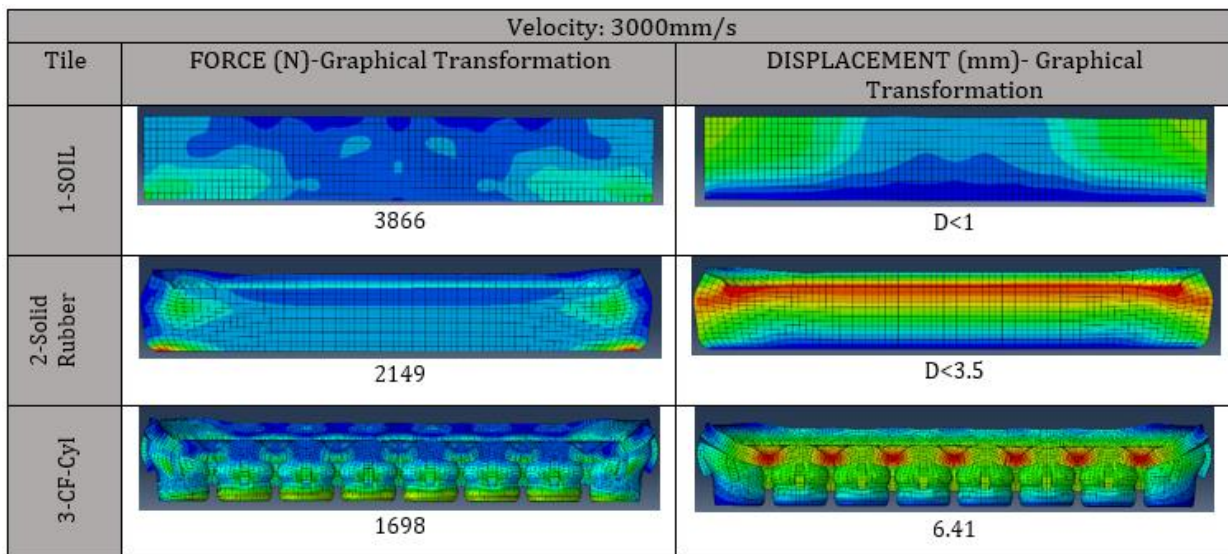 Velocity: 3000mm/s
Tile
FORCE (N)-Graphical Transformation
DISPLACEMENT (mm)- Graphical
Transformation
1-SOIL
3866
D<1
2-Solid
Rubber
2149
D<3.5
3-CF-Cyl
1698
6.41